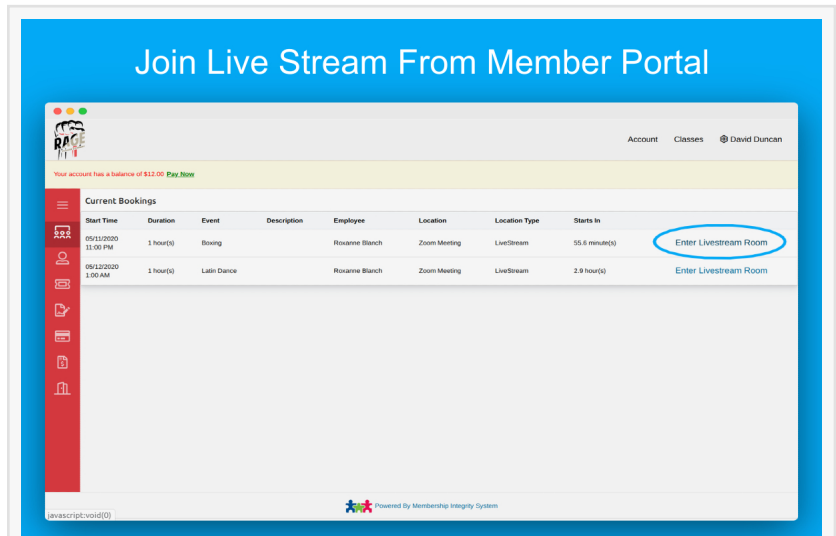 Join Live Stream From Member Portal
RAGE
Account Classes David Duncan
Your account has a balance of $12.00 Pay Now
Current Bookings
Start Time Duration Event Description Employee Location Location Type Starts In
05/11/2020 11:00 PM 1 hour(s) Boxing Roxanne Blanch Zoom Meeting LiveStream 55.6 minute(s) Enter Livestream Room
05/12/2020 1:00 AM 1 hour(s) Latin Dance Roxanne Blanch Zoom Meeting LiveStream 2.9 hour(s) Enter Livestream Room
Powered By Membership Integrity System
javascript:void(0)